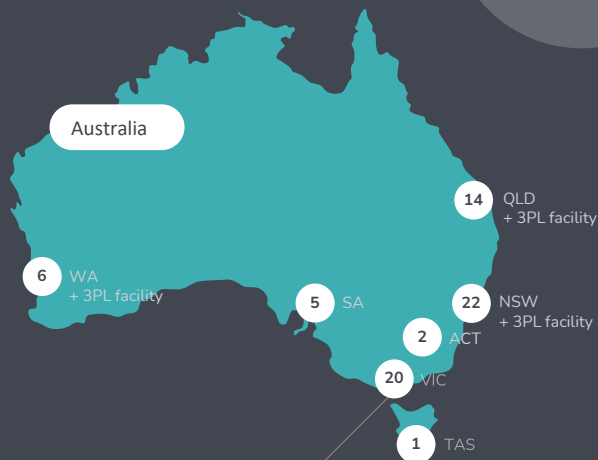 Australia
14 QLD
+ 3PL facility
6 WA
+ 3PL facility
5 SA
22 NSW
+ 3PL facility
2 ACT
20 VIC
1 TAS